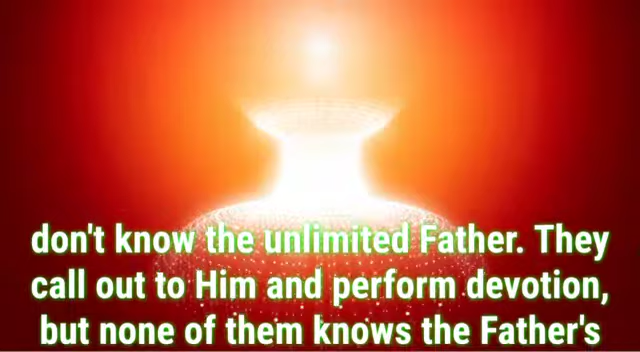 don't know the unlimited Father. They
call out to Him and perform devotion,
but none of them knows the Father's